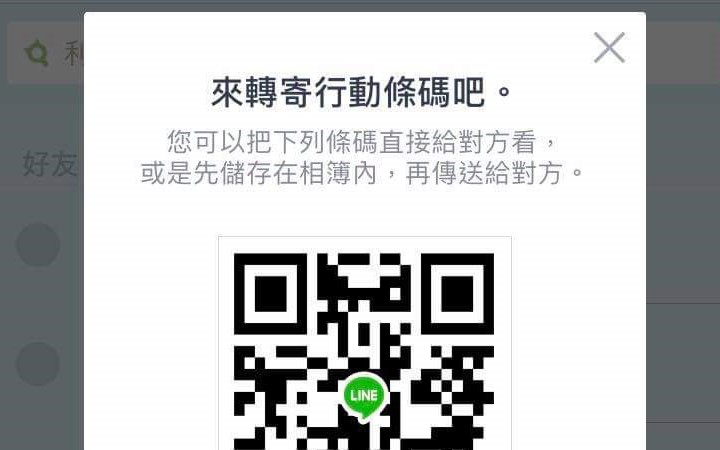 利
來轉寄行動條碼吧。
您可以把下列條碼直接給對方看，
或是先儲存在相簿內，再傳送給對方。
好友
LINE